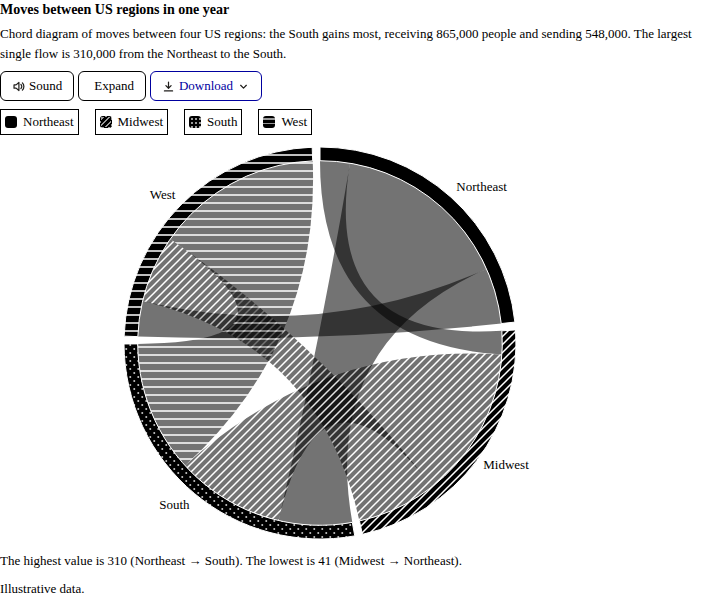 Moves between US regions in one year
Chord diagram of moves between four US regions: the South gains most, receiving 865,000 people and sending 548,000. The largest
single flow is 310,000 from the Northeast to the South.
Sound Expand Download
Northeast Midwest South West
West
Northeast
Midwest
South
The highest value is 310 (Northeast → South). The lowest is 41 (Midwest → Northeast).
Illustrative data.